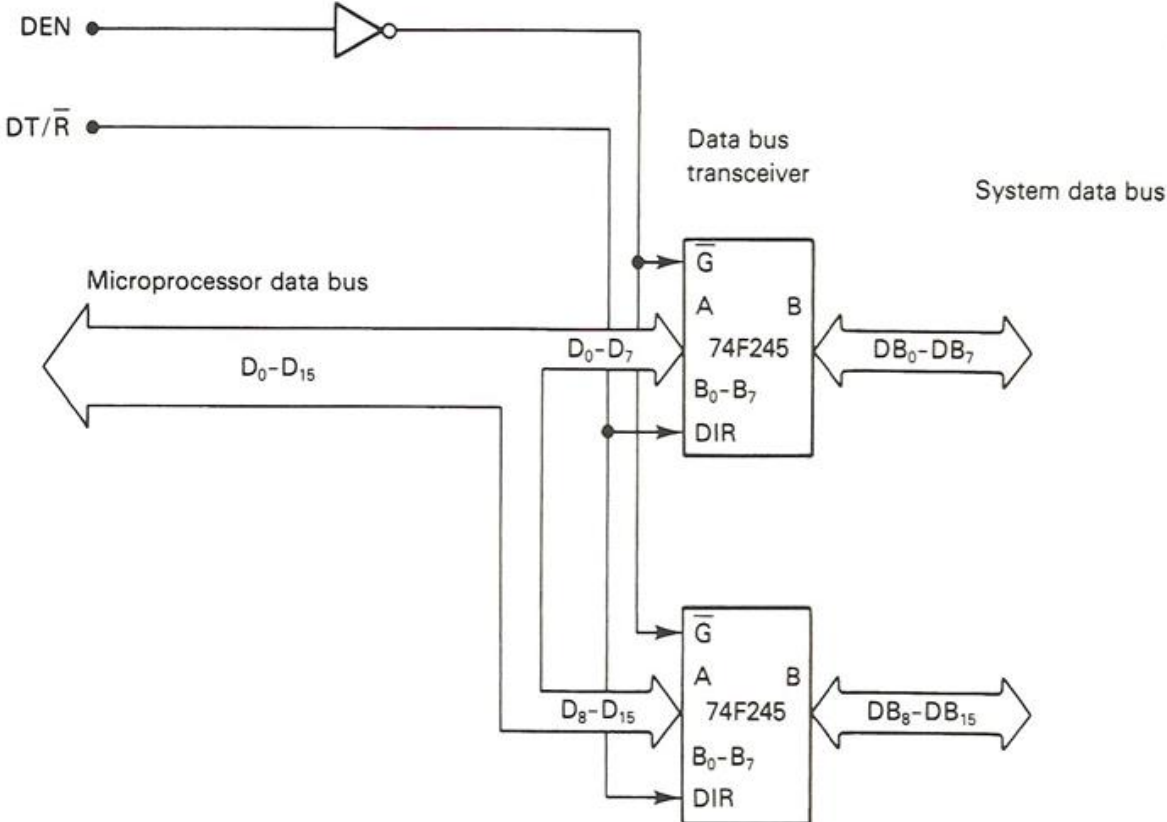 DEN
DT/R̅
Data bus
transceiver
System data bus
Microprocessor data bus
G̅
A B
D₀-D₇
74F245
DB₀-DB₇
D₀-D₁₅
B₀-B₇
DIR
G̅
A B
D₈-D₁₅
74F245
DB₈-DB₁₅
B₀-B₇
DIR